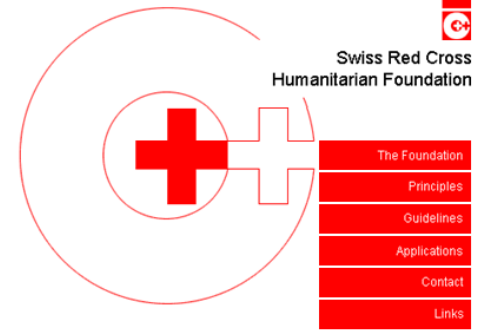 Swiss Red Cross
Humanitarian Foundation
The Foundation
Principles
Guidelines
Applications
Contact
Links